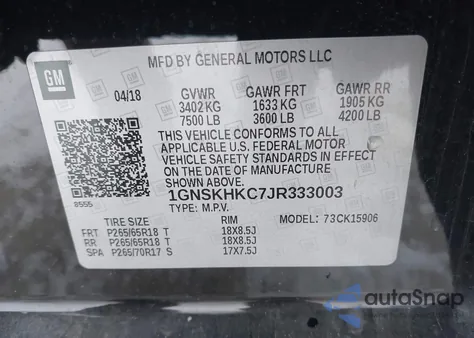 MFD BY GENERAL MOTORS LLC
GM
04/18
GVWR GAWR FRT GAWR RR
3402KG 1633 KG 1905 KG
7500 LB 3600 LB 4200 LB
THIS VEHICLE CONFORMS TO ALL
APPLICABLE U.S. FEDERAL MOTOR
VEHICLE SAFETY STANDARDS IN EFFECT ON THE
DATE OF MANUFACTURE SHOWN ABOVE.
8555
1GNSKHKC7JR333003
TYPE: M.P.V. MODEL: 73CK15906
TIRE SIZE RIM
FRT P265/65R18 T 18X8.5J
RR P265/65R18 T 18X8.5J
SPA P265/70R17 S 17X7.5J
autoSnap